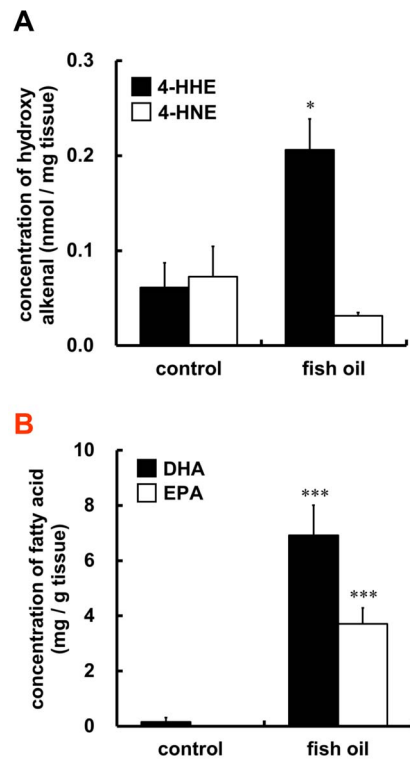 A
concentration of hydroxy
alkenal (nmol / mg tissue)
0.3
0.2
0.1
0.0
4-HHE
4-HNE
*
control
fish oil
B
concentration of fatty acid
(mg / g tissue)
10
8
6
4
2
0
DHA
EPA
***
***
control
fish oil